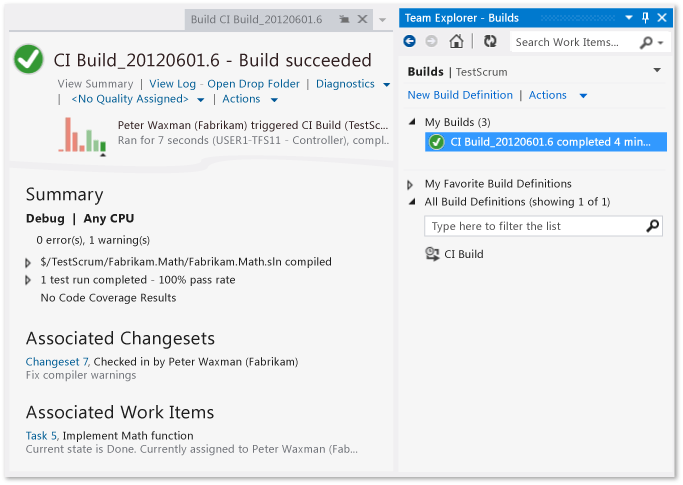 Build CI Build_20120601.6
CI Build_20120601.6 - Build succeeded
View Summary | View Log - Open Drop Folder | Diagnostics
| <No Quality Assigned> | Actions
Peter Waxman (Fabrikam) triggered CI Build (TestSc...
Ran for 7 seconds (USER1-TFS11 - Controller), compl...
Summary
Debug | Any CPU
0 error(s), 1 warning(s)
$/TestScrum/Fabrikam.Math/Fabrikam.Math.sln compiled
1 test run completed - 100% pass rate
No Code Coverage Results
Associated Changesets
Changeset 7, Checked in by Peter Waxman (Fabrikam)
Fix compiler warnings
Associated Work Items
Task 5, Implement Math function
Current state is Done. Currently assigned to Peter Waxman (Fab...
Team Explorer - Builds
Search Work Items...
Builds | TestScrum
New Build Definition | Actions
My Builds (3)
CI Build_20120601.6 completed 4 min...
My Favorite Build Definitions
All Build Definitions (showing 1 of 1)
Type here to filter the list
CI Build